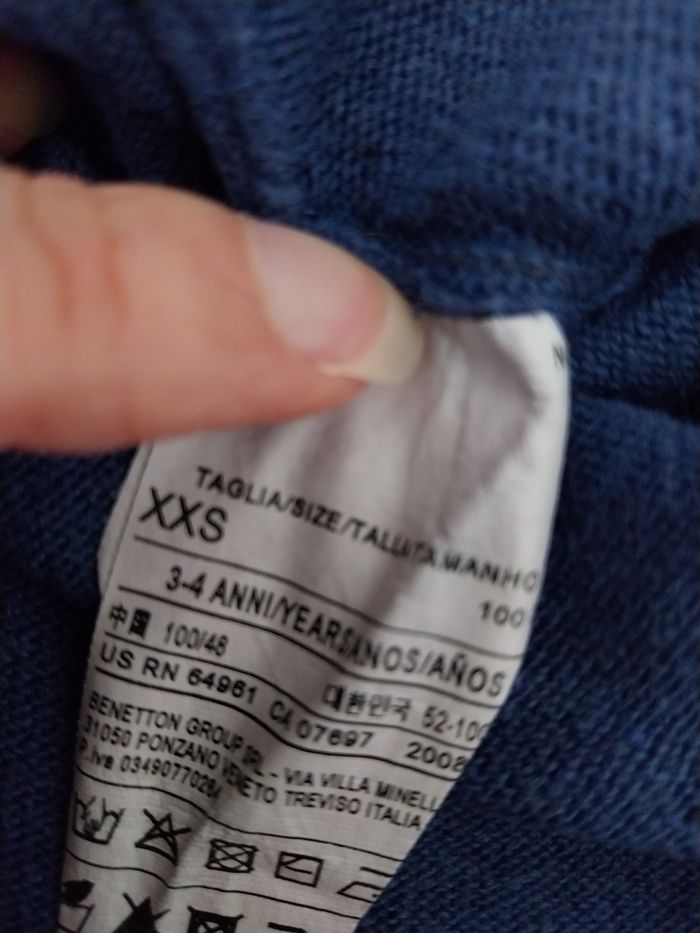 TAGLIA/SIZE/TALLA/TAMANHO
XXS 100
3-4 ANNI/YEARS/ANOS/AÑOS
中国 100/48 대한민국 52-100
US RN 64961 CA 07697 2008
BENETTON GROUP SRL - VIA VILLA MINELL
31050 PONZANO VENETO TREVISO ITALIA
P.iva 0349077026